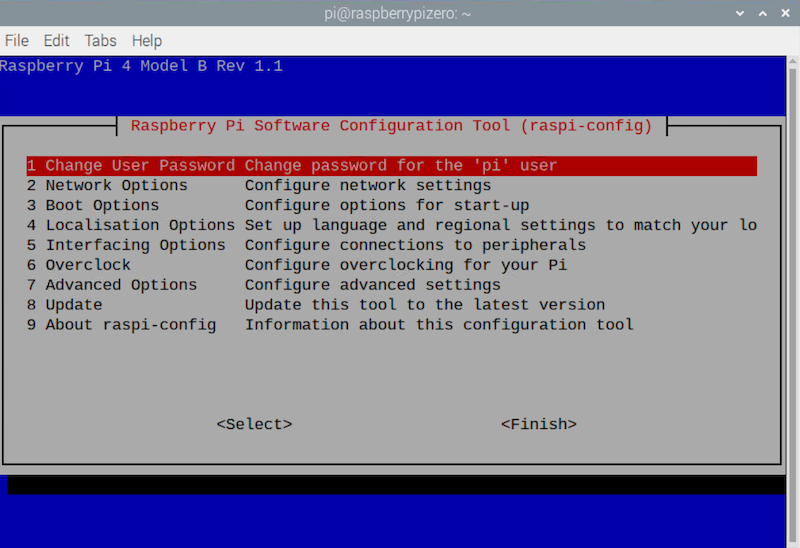 pi@raspberrypizero: ~
File Edit Tabs Help
Raspberry Pi 4 Model B Rev 1.1
Raspberry Pi Software Configuration Tool (raspi-config)
1 Change User Password Change password for the 'pi' user
2 Network Options Configure network settings
3 Boot Options Configure options for start-up
4 Localisation Options Set up language and regional settings to match your lo
5 Interfacing Options Configure connections to peripherals
6 Overclock Configure overclocking for your Pi
7 Advanced Options Configure advanced settings
8 Update Update this tool to the latest version
9 About raspi-config Information about this configuration tool
<Select> <Finish>